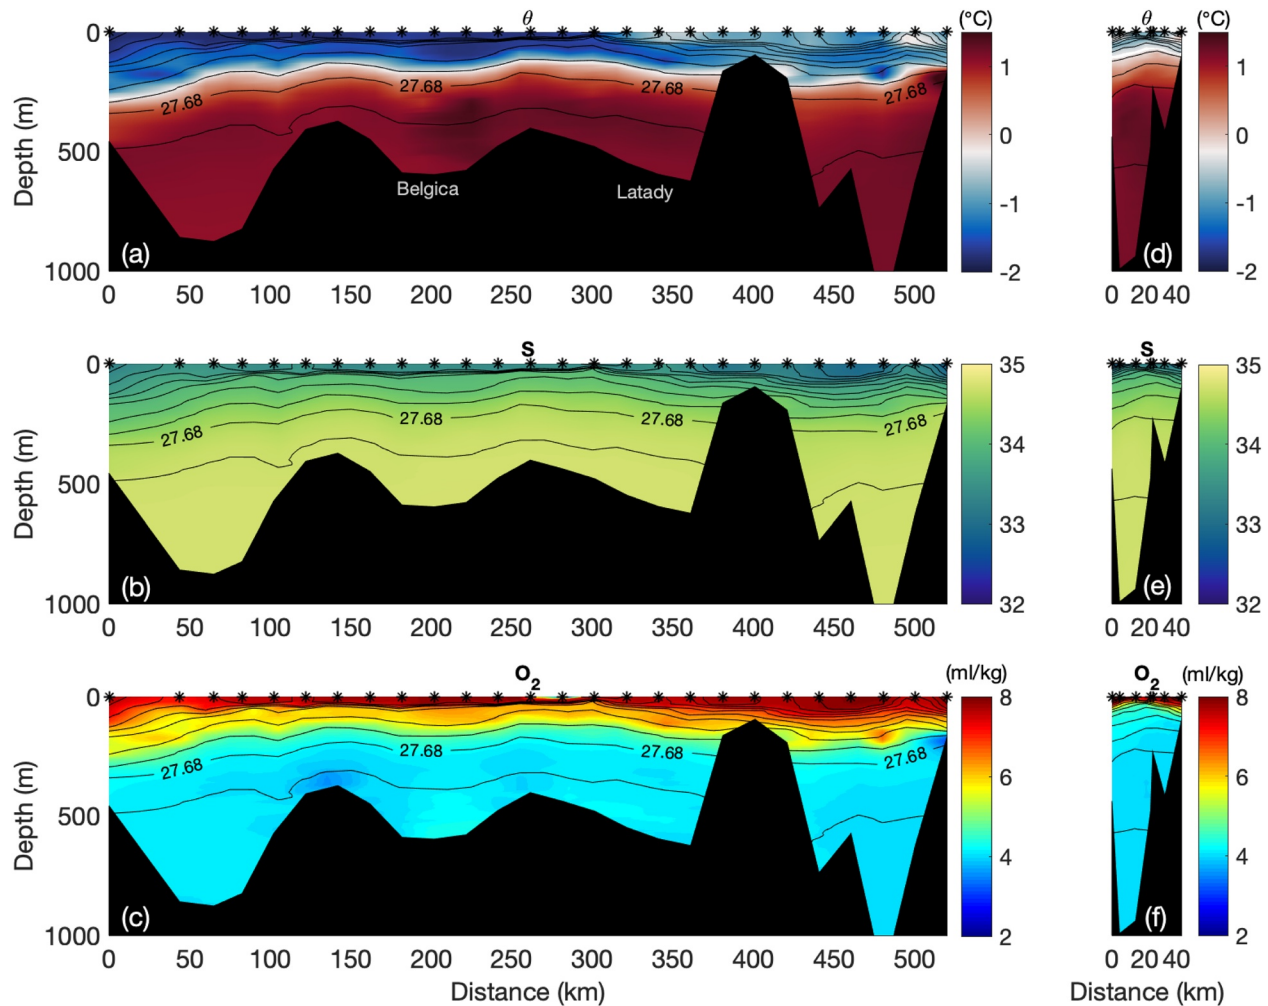 θ (°C) θ (°C)
0
500
1000
Depth (m)
27.68 27.68 27.68 27.68
Belgica Latady
(a) (d)
1
0
-1
-2
1
0
-1
-2
0 50 100 150 200 250 300 350 400 450 500
0 20 40
S S
0
500
1000
Depth (m)
27.68 27.68 27.68 27.68
(b) (e)
35
34
33
32
35
34
33
32
0 50 100 150 200 250 300 350 400 450 500
0 20 40
O2 (ml/kg) O2 (ml/kg)
0
500
1000
Depth (m)
27.68 27.68 27.68 27.68
(c) (f)
8
6
4
2
8
6
4
2
0 50 100 150 200 250 300 350 400 450 500
0 20 40
Distance (km) Distance (km)